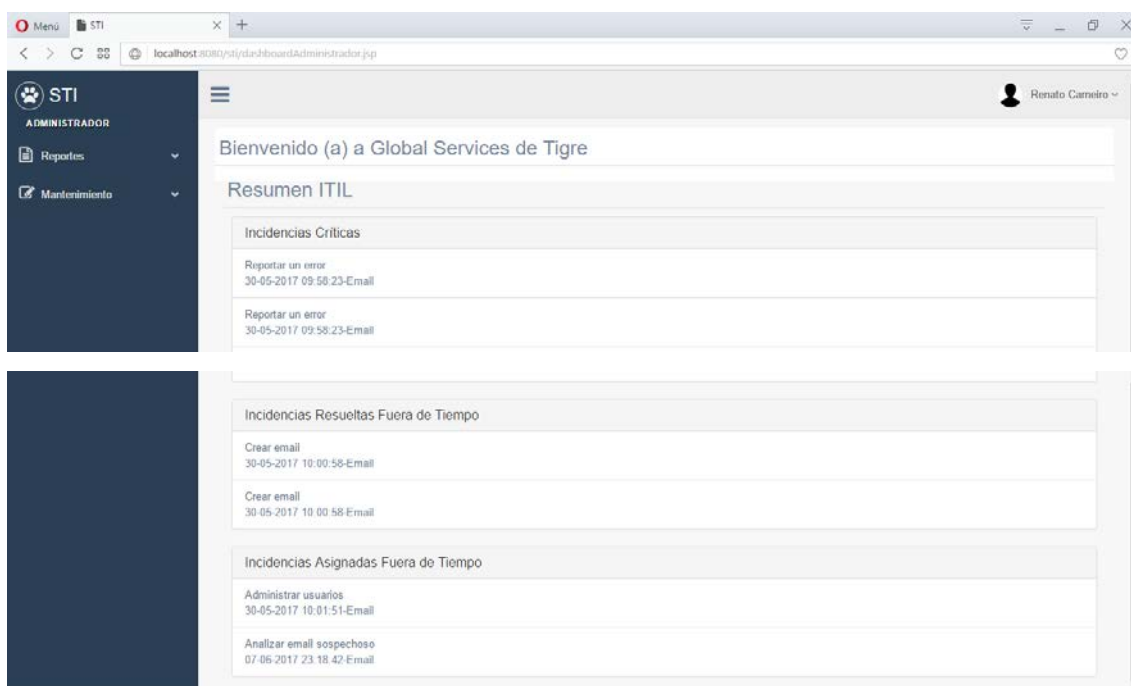 Menú
STI
localhost:8080/sti/dashboardAdministrador.jsp
STI
ADMINISTRADOR
Renato Carneiro
Reportes
Mantenimiento
Bienvenido (a) a Global Services de Tigre
Resumen ITIL
Incidencias Críticas
Reportar un error
30-05-2017 09:58:23-Email
Reportar un error
30-05-2017 09:58:23-Email
Incidencias Resueltas Fuera de Tiempo
Crear email
30-05-2017 10:00:58-Email
Crear email
30-05-2017 10:00:58-Email
Incidencias Asignadas Fuera de Tiempo
Administrar usuarios
30-05-2017 10:01:51-Email
Analizar email sospechoso
07-06-2017 23:18:42-Email